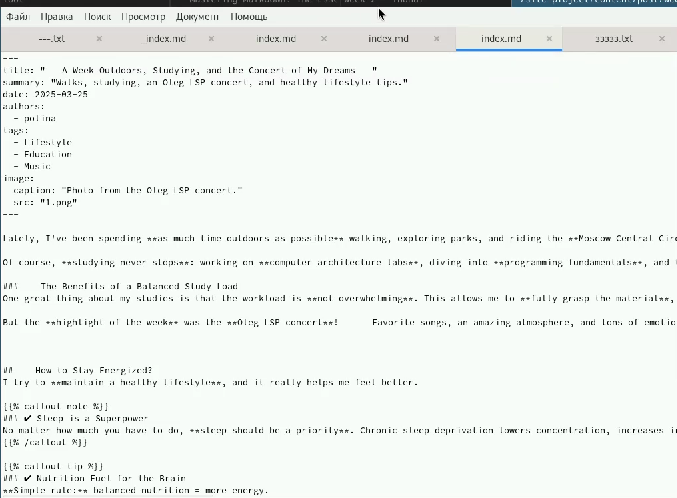 Файл Правка Поиск Просмотр Документ Помощь
---.txt × index.md × index.md × index.md × index.md × 33333.txt ×
---
title: " A Week Outdoors, Studying, and the Concert of My Dreams "
summary: "Walks, studying, an Oleg LSP concert, and healthy lifestyle tips."
date: 2025-03-25
authors:
  - polina
tags:
  - Lifestyle
  - Education
  - Music
image:
  caption: "Photo from the Oleg LSP concert."
  src: "1.png"
---
Lately, I've been spending **as much time outdoors as possible** walking, exploring parks, and riding the **Moscow Central Circ
Of course, **studying never stops**: working on **computer architecture labs**, diving into **programming fundamentals**, and
## The Benefits of a Balanced Study Load
One great thing about my studies is that the workload is **not overwhelming**. This allows me to **fully grasp the material**,
But the **highlight of the week** was the **Oleg LSP concert**! Favorite songs, an amazing atmosphere, and tons of emotio
## How to Stay Energized?
I try to **maintain a healthy lifestyle**, and it really helps me feel better.
{{% callout note %}}
### ✔ Sleep is a Superpower
No matter how much you have to do, **sleep should be a priority**. Chronic sleep deprivation lowers concentration, increases
{{% /callout %}}
{{% callout tip %}}
### ✔ Nutrition Fuel for the Brain
**Simple rule:** balanced nutrition = more energy.